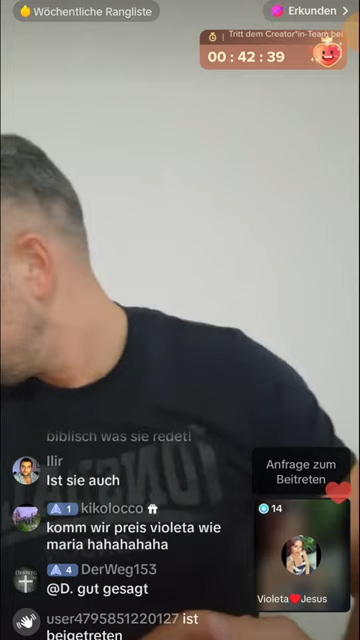 Wöchentliche Rangliste
Erkunden
Tritt dem Creator*in-Team bei
00 : 42 : 39
biblisch was sie redet!
Ilir
Ist sie auch
1 kikolocco
komm wir preis violeta wie
maria hahahahaha
4 DerWeg153
@D. gut gesagt
user4795851220127 ist
beigetreten
Anfrage zum
Beitreten
14
Violeta❤️Jesus